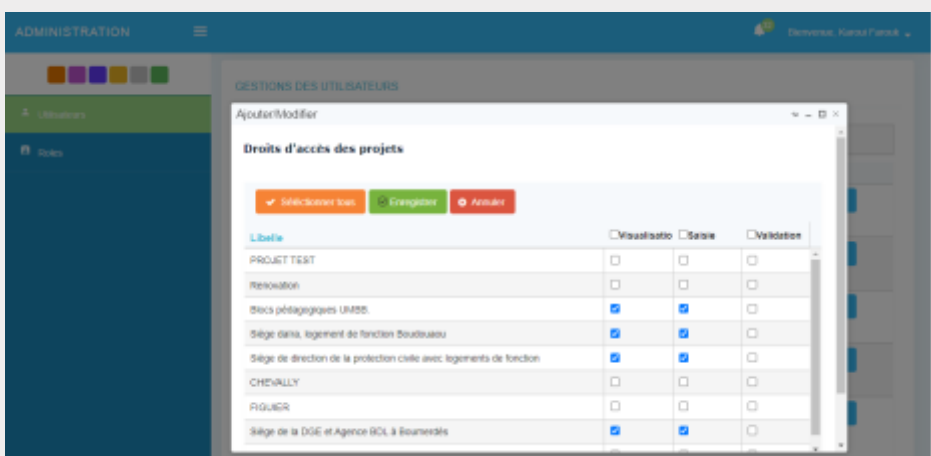 ADMINISTRATION
Bienvenue, Karoui Farouk
GESTIONS DES UTILISATEURS
Utilisateurs
Roles
Ajouter/Modifier
Droits d'accès des projets
Séléctionner tous Enregistrer Annuler
Libelle Visualisatio Saisie Validation
PROJET TEST
Renovation
Blocs pédagogiques UMBB.
Siège daira, logement de fonction Boudouaou
Siège de direction de la protection civile avec logements de fonction
CHEVALLY
FIGUIER
Siège de la DGE et Agence BDL à Boumerdès